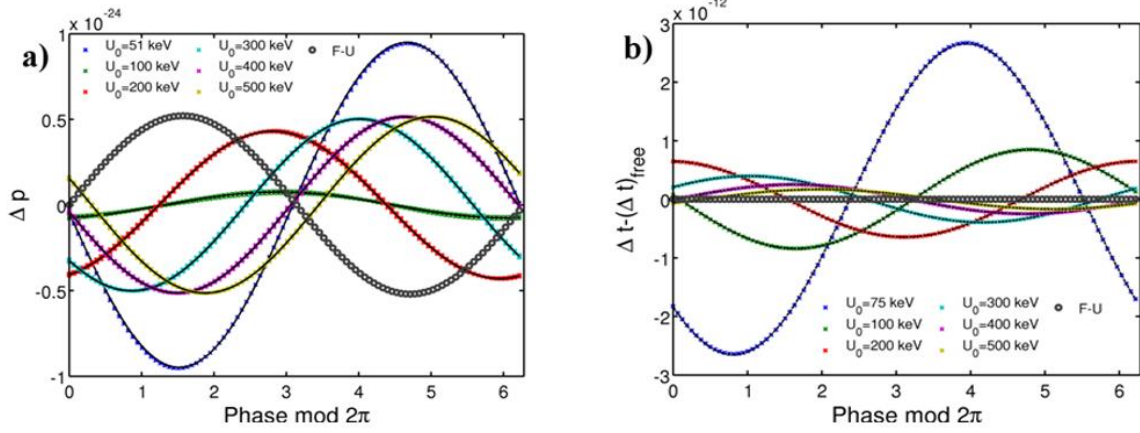 a)
x 10⁻²⁴
U₀=51 keV U₀=300 keV F-U
U₀=100 keV U₀=400 keV
U₀=200 keV U₀=500 keV
1
0.5
0
-0.5
-1
Δ p
0 1 2 3 4 5 6
Phase mod 2π
b)
x 10⁻¹²
3
2
1
0
-1
-2
-3
Δ t-(Δ t)free
U₀=75 keV U₀=300 keV F-U
U₀=100 keV U₀=400 keV
U₀=200 keV U₀=500 keV
0 1 2 3 4 5 6
Phase mod 2π